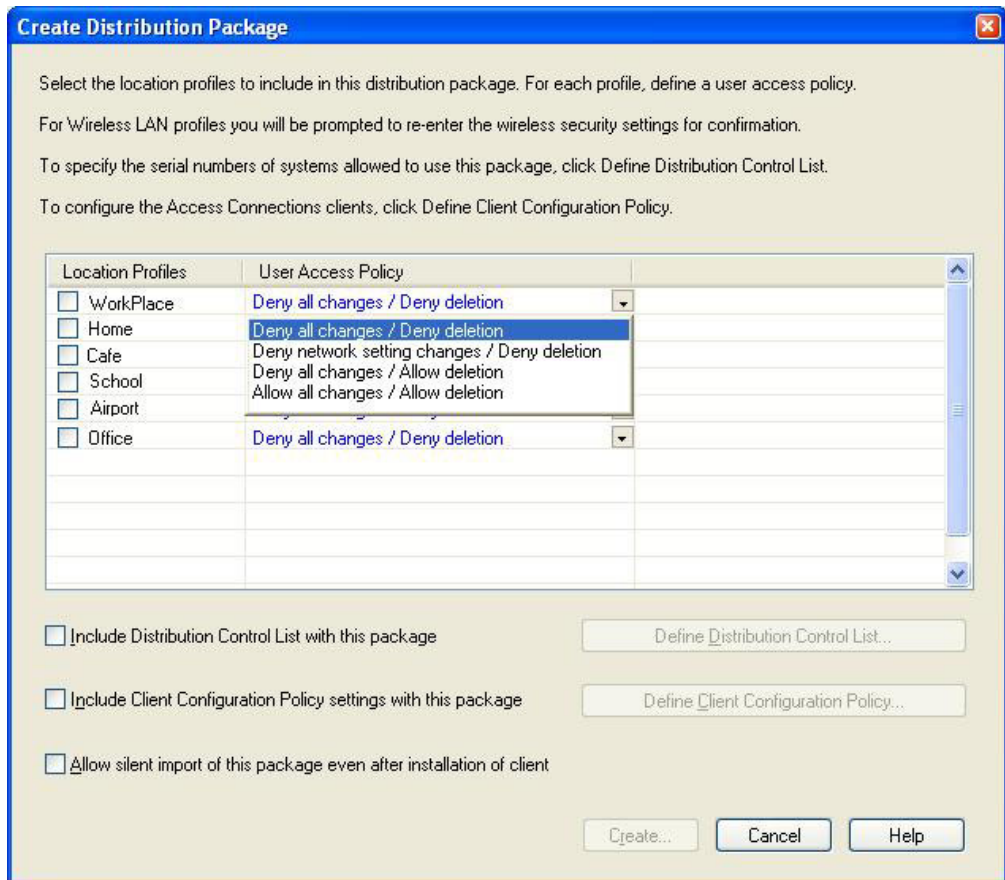 Create Distribution Package
Select the location profiles to include in this distribution package. For each profile, define a user access policy.
For Wireless LAN profiles you will be prompted to re-enter the wireless security settings for confirmation.
To specify the serial numbers of systems allowed to use this package, click Define Distribution Control List.
To configure the Access Connections clients, click Define Client Configuration Policy.
Location Profiles User Access Policy
WorkPlace Deny all changes / Deny deletion
Home Deny all changes / Deny deletion
Cafe Deny network setting changes / Deny deletion
School Deny all changes / Allow deletion
Allow all changes / Allow deletion
Airport
Office Deny all changes / Deny deletion
Include Distribution Control List with this package Define Distribution Control List...
Include Client Configuration Policy settings with this package Define Client Configuration Policy...
Allow silent import of this package even after installation of client
Create... Cancel Help